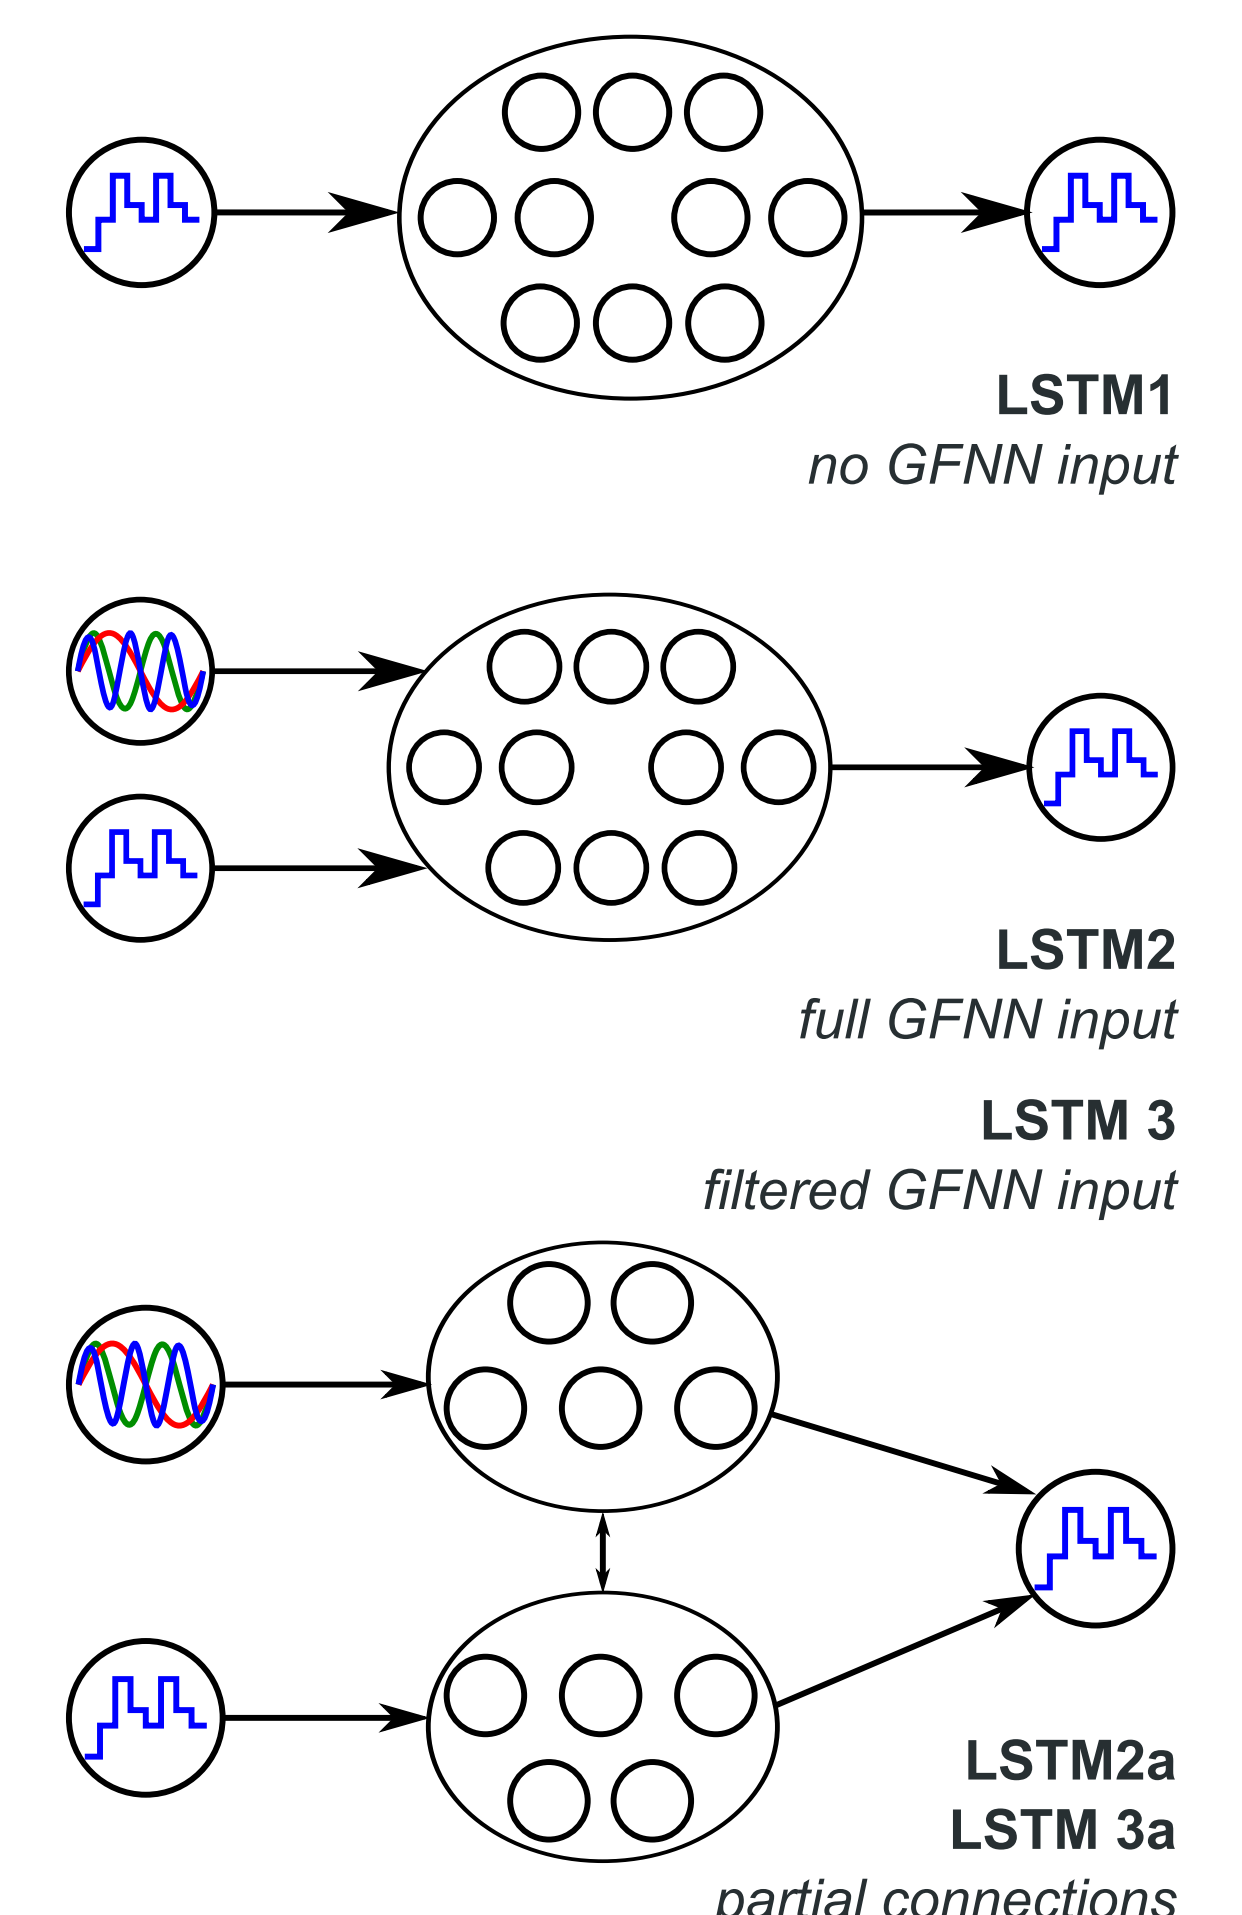 LSTM1
no GFNN input
LSTM2
full GFNN input
LSTM 3
filtered GFNN input
LSTM2a
LSTM 3a
partial connections